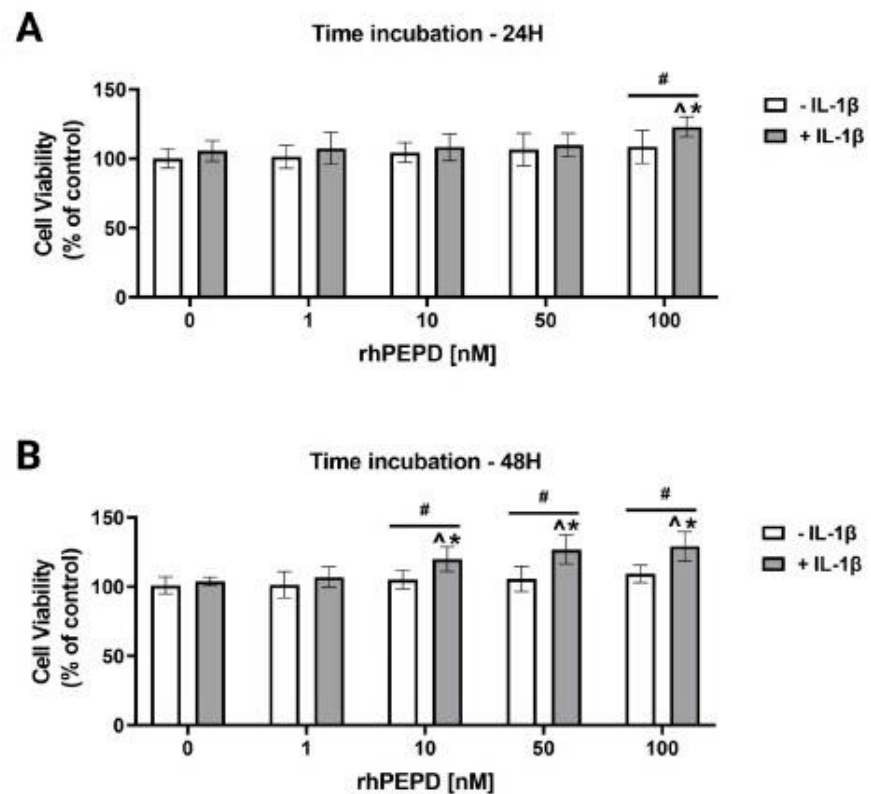 A
Time incubation - 24H
Cell Viability
(% of control)
150
100
50
0
#
^ *
- IL-1β
+ IL-1β
0 1 10 50 100
rhPEPD [nM]
B
Time incubation - 48H
Cell Viability
(% of control)
150
100
50
0
# # #
^ * ^ * ^ *
- IL-1β
+ IL-1β
0 1 10 50 100
rhPEPD [nM]